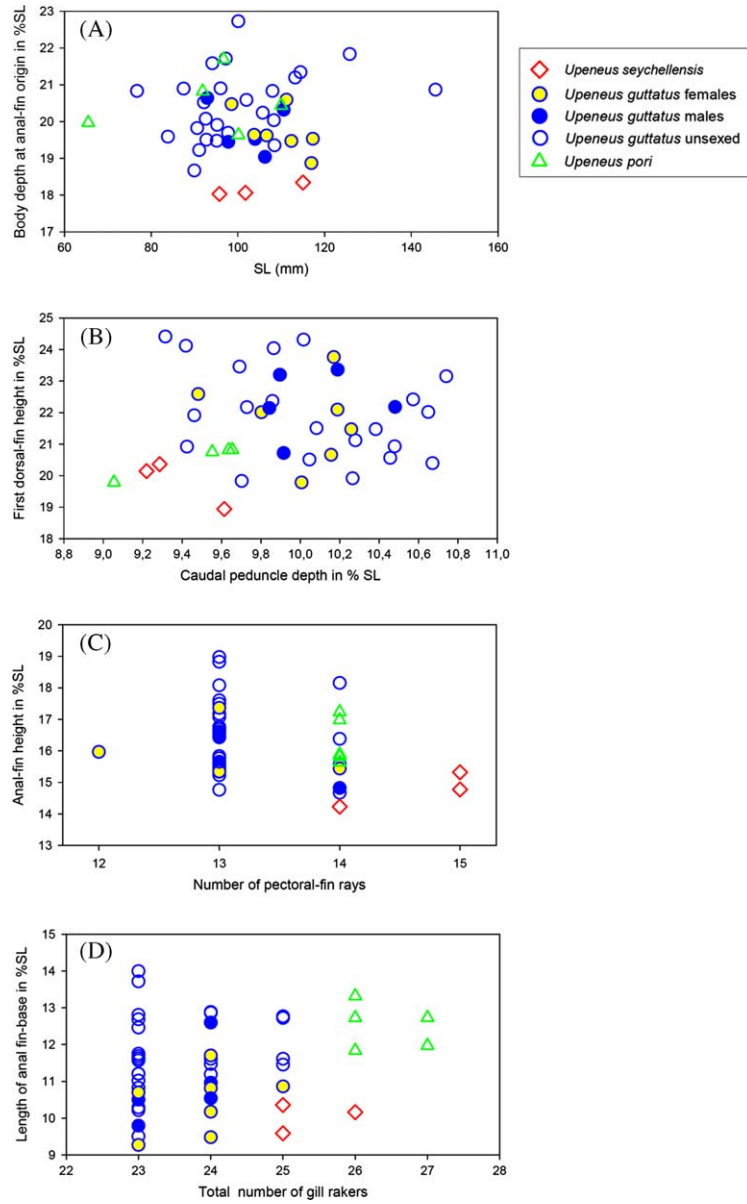 (A)
Body depth at anal-fin origin in %SL
23
22
21
20
19
18
17
60 80 100 120 140 160
SL (mm)
Upeneus seychellensis
Upeneus guttatus females
Upeneus guttatus males
Upeneus guttatus unsexed
Upeneus pori
(B)
First dorsal-fin height in %SL
25
24
23
22
21
20
19
18
8,8 9,0 9,2 9,4 9,6 9,8 10,0 10,2 10,4 10,6 10,8 11,0
Caudal peduncle depth in % SL
(C)
Anal-fin height in %SL
20
19
18
17
16
15
14
13
12 13 14 15
Number of pectoral-fin rays
(D)
Length of anal fin-base in %SL
15
14
13
12
11
10
9
22 23 24 25 26 27 28
Total number of gill rakers